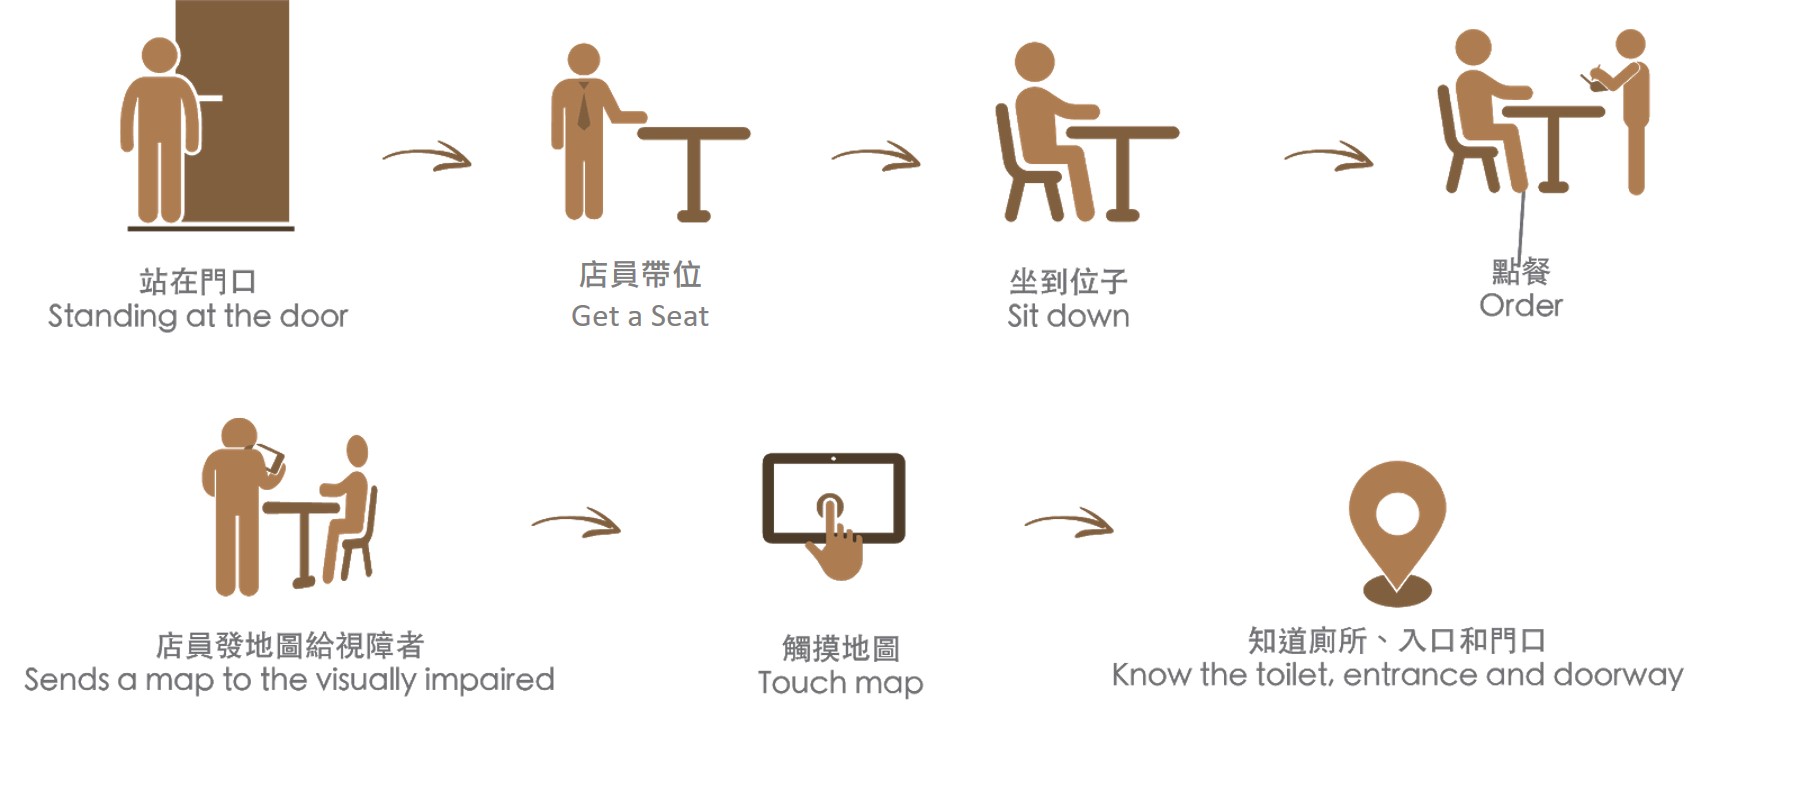 站在門口
Standing at the door
店員帶位
Get a Seat
坐到位子
Sit down
點餐
Order
店員發地圖給視障者
Sends a map to the visually impaired
觸摸地圖
Touch map
知道廁所、入口和門口
Know the toilet, entrance and doorway